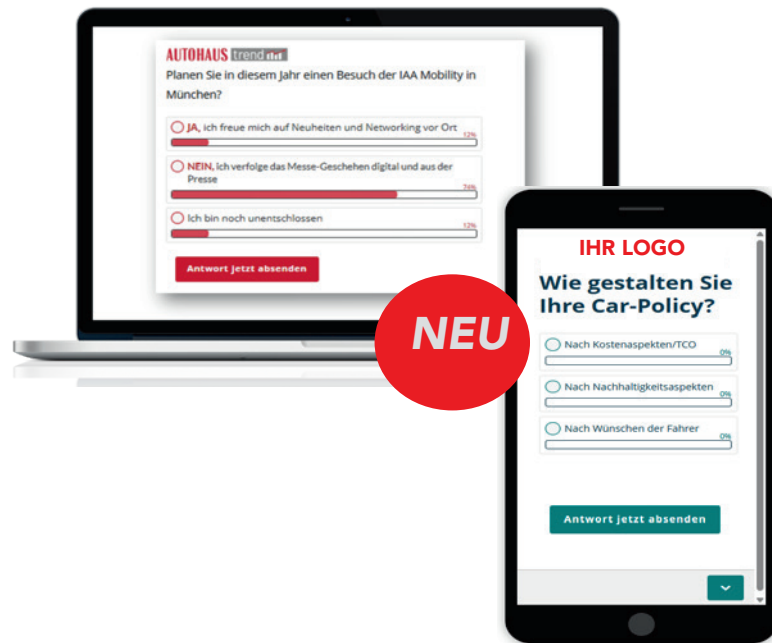 AUTOHAUS trend
Planen Sie in diesem Jahr einen Besuch der IAA Mobility in
München?
JA, ich freue mich auf Neuheiten und Networking vor Ort
12%
NEIN, ich verfolge das Messe-Geschehen digital und aus der
Presse
74%
Ich bin noch unentschlossen
12%
Antwort jetzt absenden
NEU
IHR LOGO
Wie gestalten Sie
Ihre Car-Policy?
Nach Kostenaspekten/TCO
0%
Nach Nachhaltigkeitsaspekten
0%
Nach Wünschen der Fahrer
0%
Antwort jetzt absenden